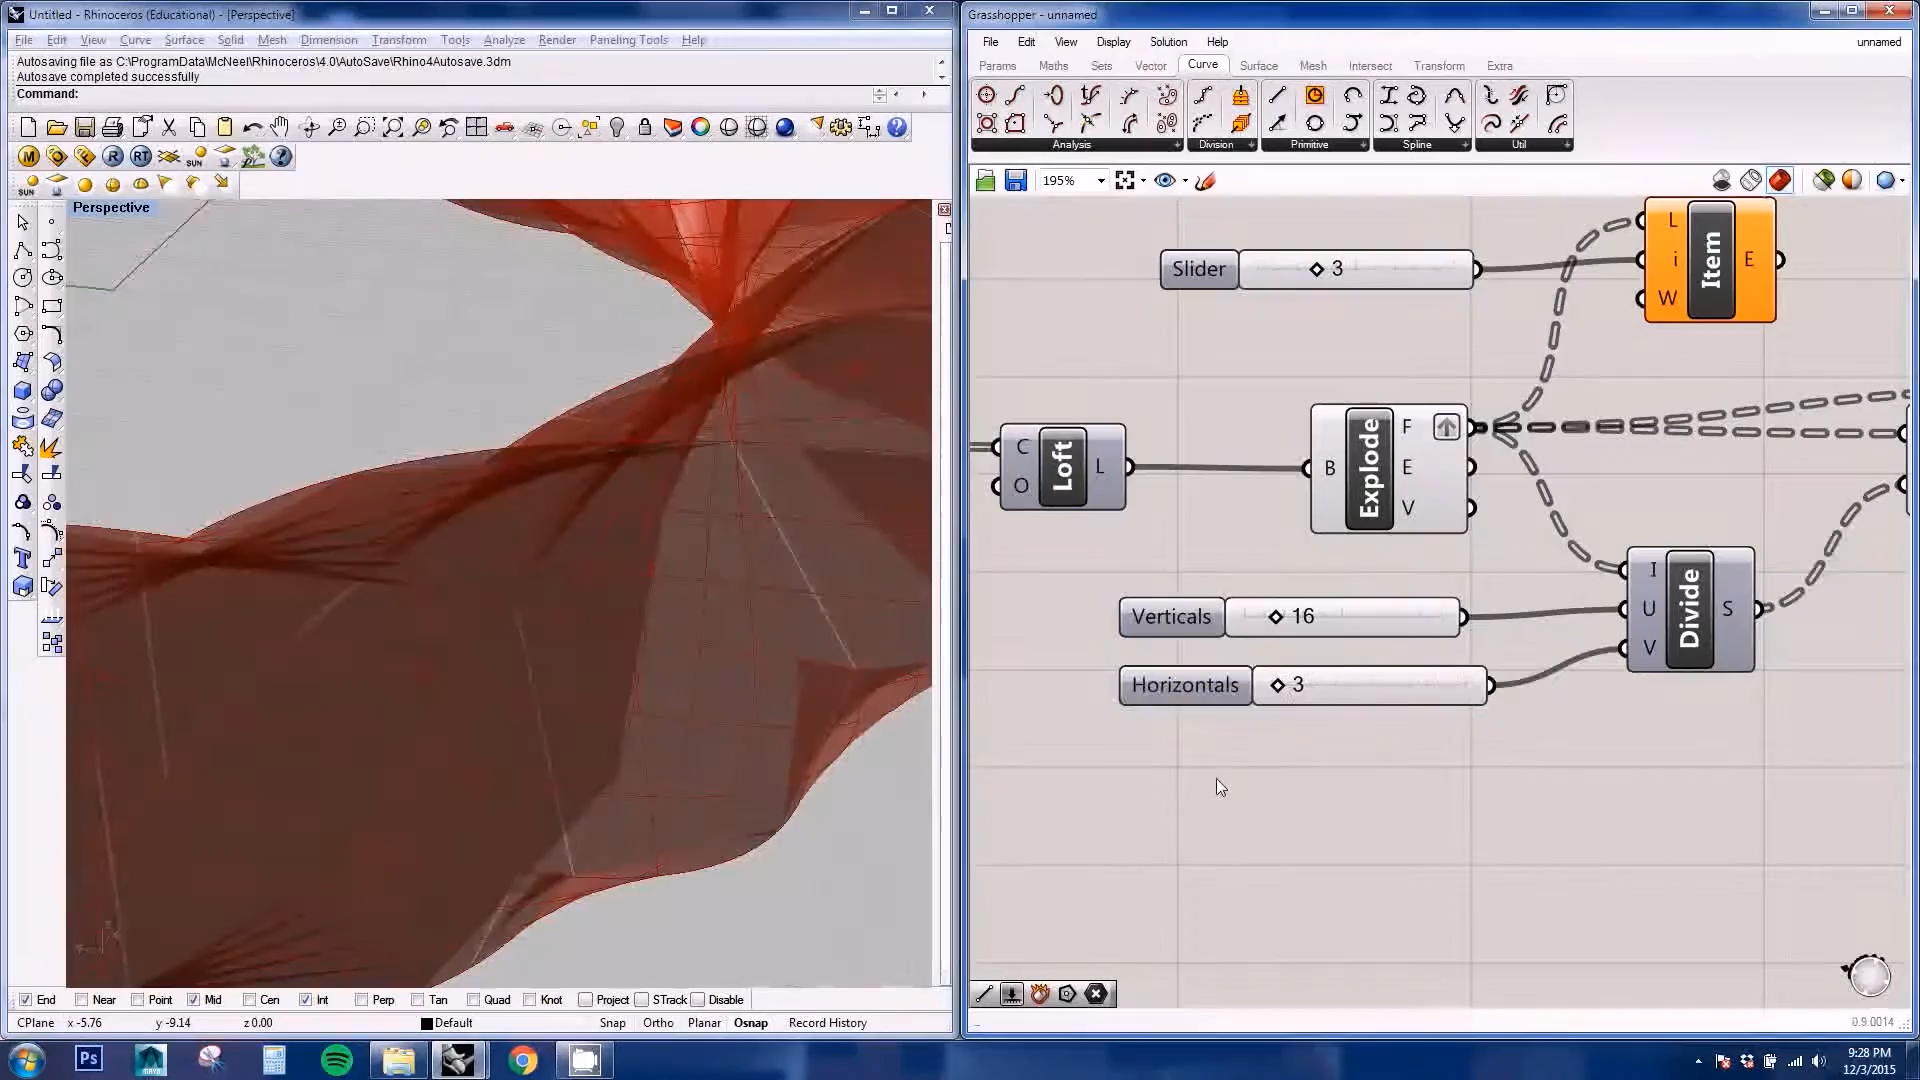 Untitled - Rhinoceros (Educational) - [Perspective]
File Edit View Curve Surface Solid Mesh Dimension Transform Tools Analyze Render Paneling Tools Help
Autosaving file as C:\ProgramData\McNeel\Rhinoceros\4.0\AutoSave\Rhino4Autosave.3dm
Autosave completed successfully
Command:
M R RT SUN
SUN
Perspective
End Near Point Mid Cen Int Perp Tan Quad Knot Project STrack Disable
CPlane x -5.76 y -9.14 z 0.00 Default Snap Ortho Planar Osnap Record History
Grasshopper - unnamed
File Edit View Display Solution Help unnamed
Params Maths Sets Vector Curve Surface Mesh Intersect Transform Extra
Analysis Division Primitive Spline Util
195%
Slider 3
L i W Item E
C O Loft L
B Explode F E V
Verticals 16
Horizontals 3
I U V Divide S
0.9.0014
Ps
MAYA
9:28 PM
12/3/2015